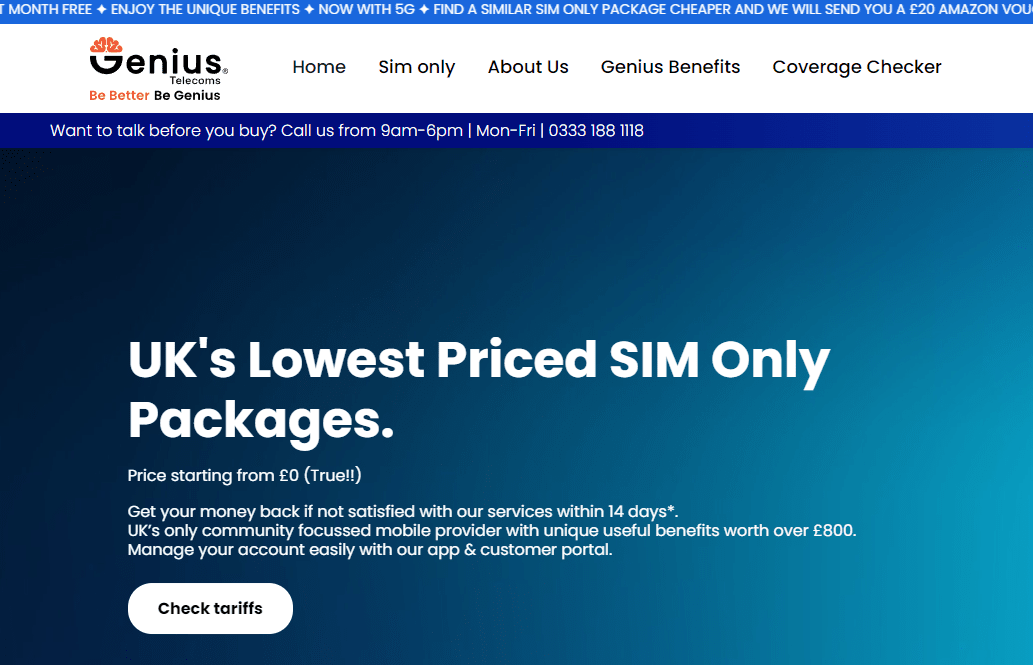 T MONTH FREE ✦ ENJOY THE UNIQUE BENEFITS ✦ NOW WITH 5G ✦ FIND A SIMILAR SIM ONLY PACKAGE CHEAPER AND WE WILL SEND YOU A £20 AMAZON VOU
Genius®
Telecoms
Be Better Be Genius
Home Sim only About Us Genius Benefits Coverage Checker
Want to talk before you buy? Call us from 9am-6pm | Mon-Fri | 0333 188 1118
UK's Lowest Priced SIM Only
Packages.
Price starting from £0 (True!!)
Get your money back if not satisfied with our services within 14 days*.
UK’s only community focussed mobile provider with unique useful benefits worth over £800.
Manage your account easily with our app & customer portal.
Check tariffs